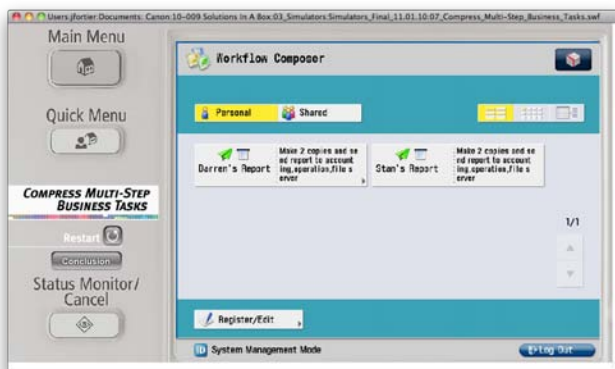 Users:jfortier:Documents: Canon:10-009 Solutions In A Box:03_Simulators:Simulators_Final_11.01.10:07_Compress_Multi-Step_Business_Tasks.swf
Main Menu
Quick Menu
COMPRESS MULTI-STEP
BUSINESS TASKS
Restart
Conclusion
Status Monitor/
Cancel
Workflow Composer
Personal
Shared
Darren's Report
Make 2 copies and se
nd report to account
ing,operation,file s
erver
Stan's Report
Make 2 copies and se
nd report to account
ing,operation,file s
erver
1/1
Register/Edit
ID System Management Mode
Log Out